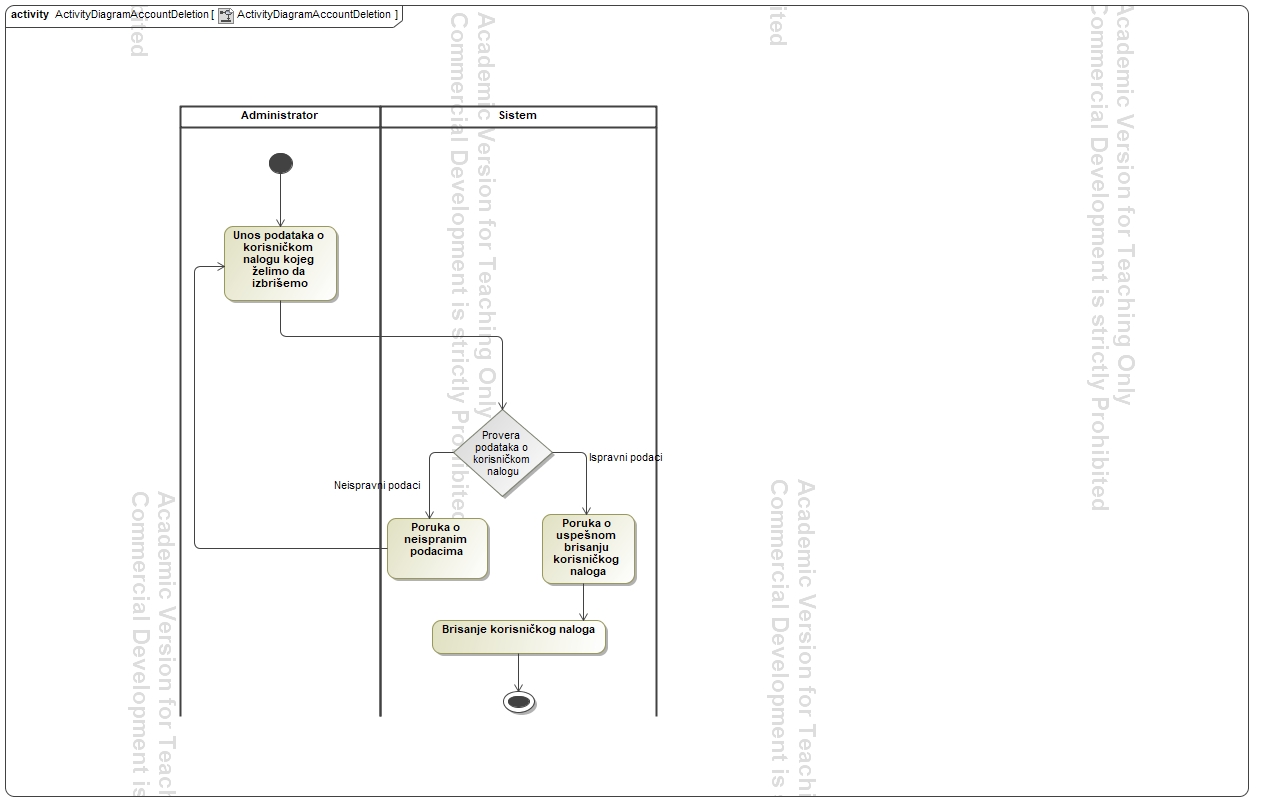 activity ActivityDiagramAccountDeletion [ ActivityDiagramAccountDeletion ]
Administrator
Sistem
Unos podataka o
korisničkom
nalogu kojeg
želimo da
izbrišemo
Provera
podataka o
korisničkom
nalogu
Neispravni podaci
Ispravni podaci
Poruka o
neispranim
podacima
Poruka o
uspešnom
brisanju
korisničkog
naloga
Brisanje korisničkog naloga
ited
Academic Version for Teaching Only
Commercial Development is strictly Prohibited
ited
Academic Version for Teaching Only
Commercial Development is strictly Prohibited
Academic Version for Teach
Commercial Development is
Academic Version for Teachi
Commercial Development is s